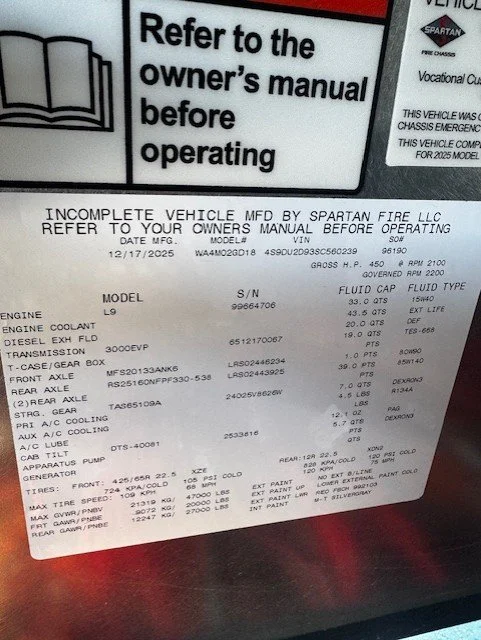 Refer to the
owner's manual
before
operating
VEHICL
SPARTAN
FIRE CHASSIS
Vocational Cu
THIS VEHICLE WAS
CHASSIS EMERGENC
THIS VEHICLE COMP
FOR 2025 MODEL
INCOMPLETE VEHICLE MFD BY SPARTAN FIRE LLC
REFER TO YOUR OWNERS MANUAL BEFORE OPERATING
DATE MFG. MODEL# VIN SO#
12/17/2025 WA4M02GD18 4S9DU2D93SC560239 96190
GROSS H.P. 450 @ RPM 2100
GOVERNED RPM 2200
MODEL S/N FLUID CAP FLUID TYPE
ENGINE L9 99664706 33.0 QTS 15W40
ENGINE COOLANT 43.5 QTS EXT LIFE
DIESEL EXH FLD 20.0 QTS DEF
TRANSMISSION 3000EVP 6512170067 19.0 QTS TES-668
T-CASE/GEAR BOX PTS
FRONT AXLE MFS20133ANK6 LRS02446234 1.0 PTS 80W90
REAR AXLE RS25160NFPF330-538 LRS02443925 39.0 PTS 85W140
(2)REAR AXLE PTS
STRG. GEAR TAS65109A 24025V8626W 7.0 QTS DEXRON3
PRI A/C COOLING 4.5 LBS R134A
AUX A/C COOLING LBS
A/C LUBE 12.1 OZ PAG
CAB TILT DTS-40081 2533616 5.7 QTS DEXRON3
APPARATUS PUMP PTS
GENERATOR QTS
TIRES: FRONT: 425/65R 22.5 XZE REAR:12R 22.5 XDN2
724 KPA/COLD 105 PSI COLD 828 KPA/COLD 120 PSI COLD
MAX TIRE SPEED: 109 KPH 68 MPH 120 KPH 75 MPH
MAX GVWR/PNBV 21319 KG/ 47000 LBS EXT PAINT NO EXT B/LINE
FRT GAWR/PNBE 9072 KG/ 20000 LBS EXT PAINT UP LOWER EXTERNAL PAINT COLD
REAR GAWR/PNBE 12247 KG/ 27000 LBS EXT PAINT LWR RED FBCH 992103
INT PAINT M-T SILVERGRAY